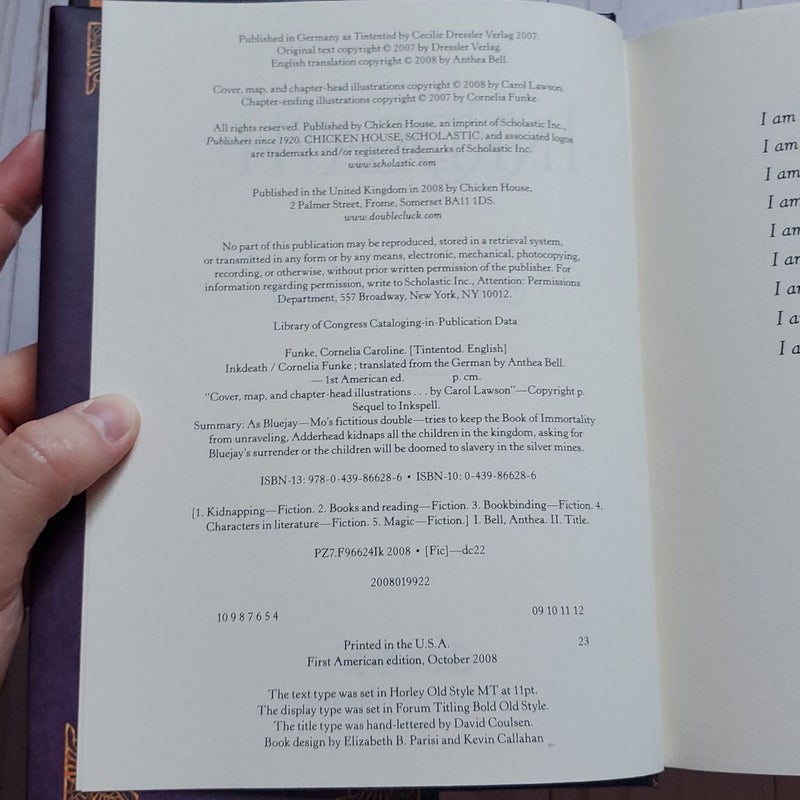 Published in Germany as Tintentod by Cecilie Dressler Verlag 2007.
Original text copyright © 2007 by Dressler Verlag.
English translation copyright © 2008 by Anthea Bell.
Cover, map, and chapter-head illustrations copyright © 2008 by Carol Lawson.
Chapter-ending illustrations copyright © 2007 by Cornelia Funke.
All rights reserved. Published by Chicken House, an imprint of Scholastic Inc.,
Publishers since 1920. CHICKEN HOUSE, SCHOLASTIC, and associated logos
are trademarks and/or registered trademarks of Scholastic Inc.
www.scholastic.com
Published in the United Kingdom in 2008 by Chicken House,
2 Palmer Street, Frome, Somerset BA11 1DS.
www.doublecluck.com
No part of this publication may be reproduced, stored in a retrieval system,
or transmitted in any form or by any means, electronic, mechanical, photocopying,
recording, or otherwise, without prior written permission of the publisher. For
information regarding permission, write to Scholastic Inc., Attention: Permissions
Department, 557 Broadway, New York, NY 10012.
Library of Congress Cataloging-in-Publication Data
Funke, Cornelia Caroline. [Tintentod. English]
Inkdeath / Cornelia Funke ; translated from the German by Anthea Bell.
— 1st American ed. p. cm.
"Cover, map, and chapter-head illustrations . . . by Carol Lawson"—Copyright p.
Sequel to Inkspell.
Summary: As Bluejay—Mo's fictitious double—tries to keep the Book of Immortality
from unraveling, Adderhead kidnaps all the children in the kingdom, asking for
Bluejay's surrender or the children will be doomed to slavery in the silver mines.
ISBN-13: 978-0-439-86628-6 • ISBN-10: 0-439-86628-6
[1. Kidnapping—Fiction. 2. Books and reading—Fiction. 3. Bookbinding—Fiction. 4.
Characters in literature—Fiction. 5. Magic—Fiction.] I. Bell, Anthea. II. Title.
PZ7.F96624Ik 2008 • [Fic]—dc22
2008019922
10 9 8 7 6 5 4 09 10 11 12
Printed in the U.S.A. 23
First American edition, October 2008
The text type was set in Horley Old Style MT at 11pt.
The display type was set in Forum Titling Bold Old Style.
The title type was hand-lettered by David Coulsen.
Book design by Elizabeth B. Parisi and Kevin Callahan
I am
I am
I am
I am
I am
I
I
I
I